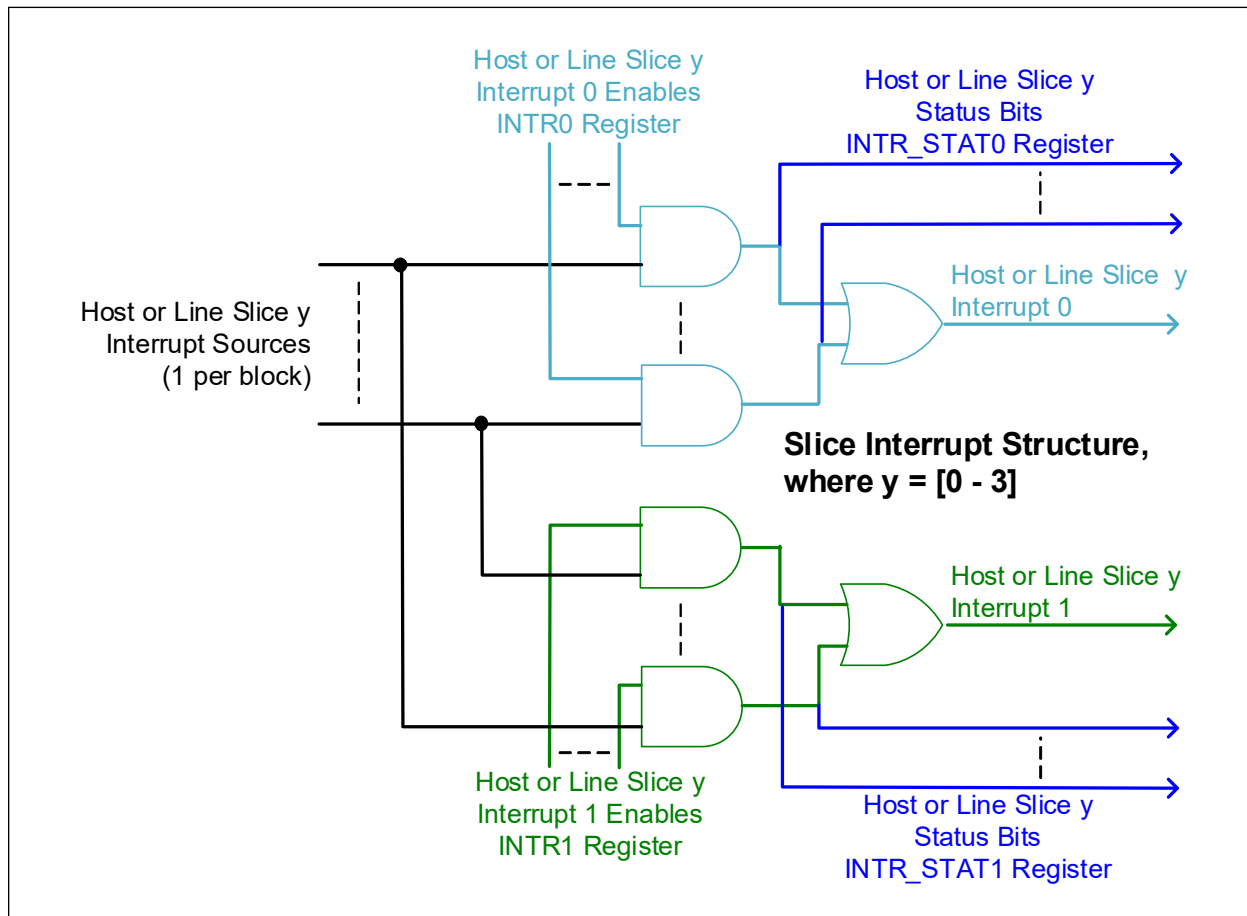 Host or Line Slice y
Interrupt 0 Enables
INTR0 Register
Host or Line Slice y
Status Bits
INTR_STAT0 Register
Host or Line Slice y
Interrupt 0
Host or Line Slice y
Interrupt Sources
(1 per block)
Slice Interrupt Structure,
where y = [0 - 3]
Host or Line Slice y
Interrupt 1
Host or Line Slice y
Interrupt 1 Enables
INTR1 Register
Host or Line Slice y
Status Bits
INTR_STAT1 Register